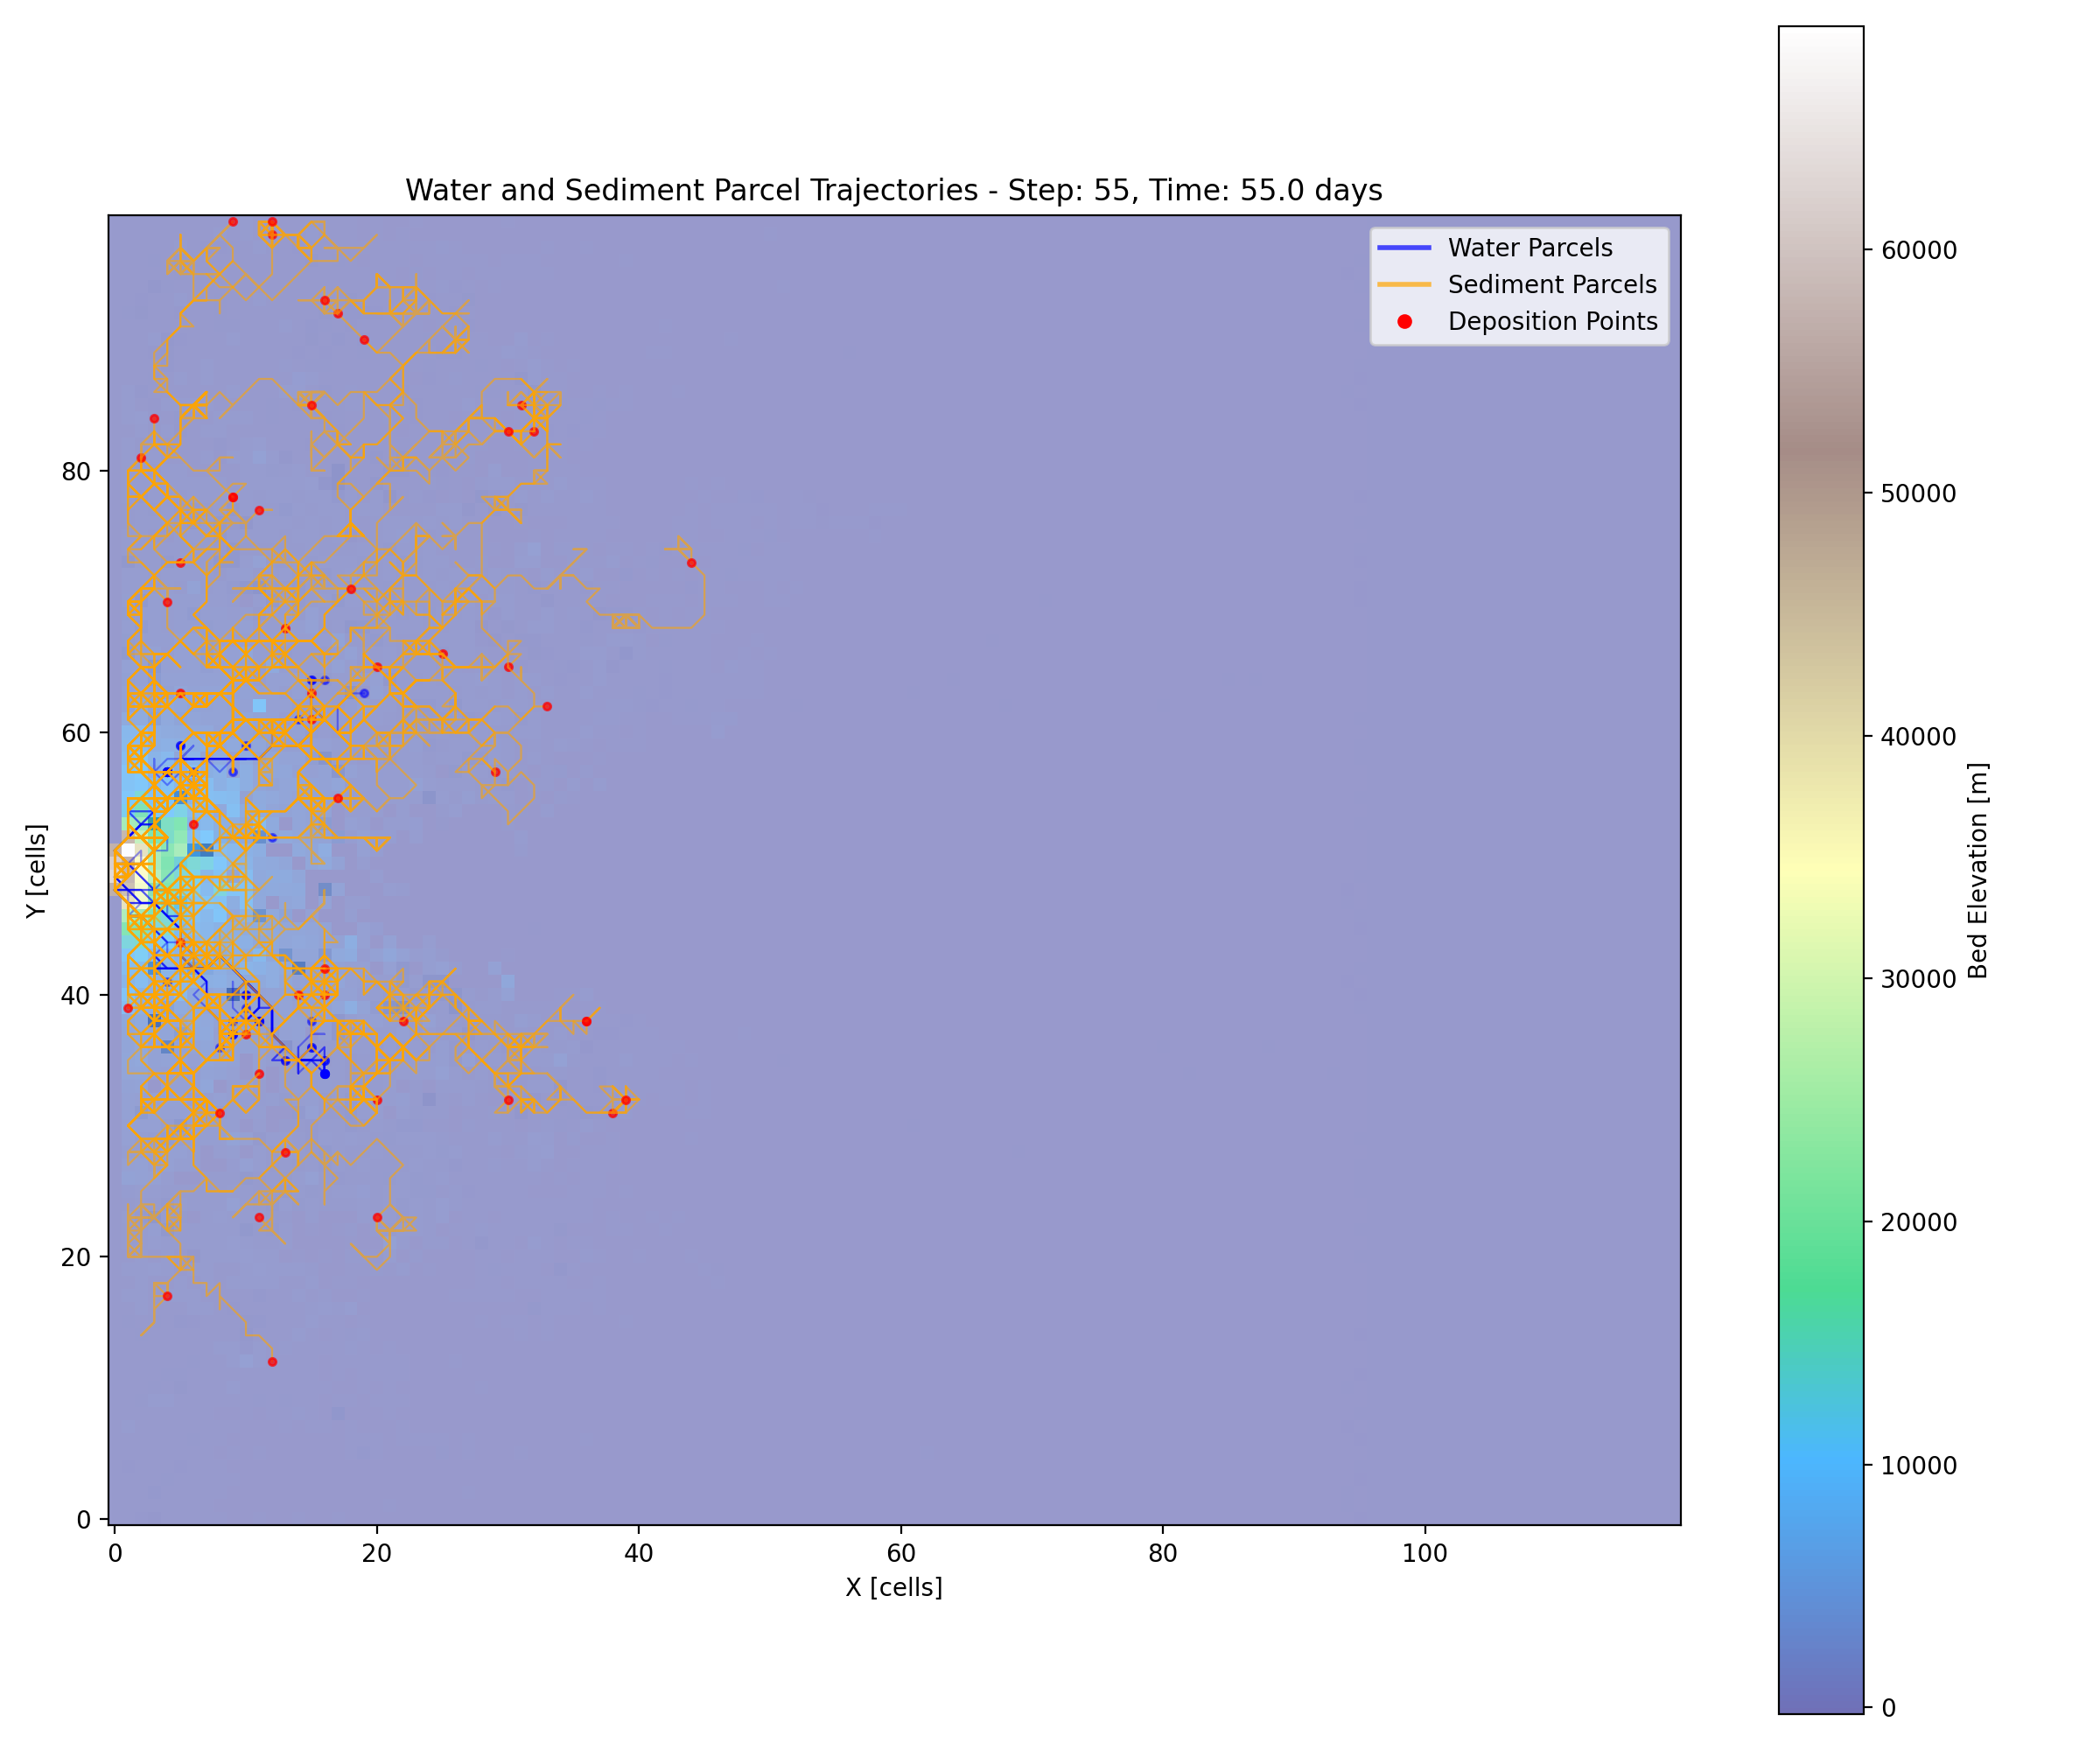 Water and Sediment Parcel Trajectories - Step: 55, Time: 55.0 days
Water Parcels
Sediment Parcels
Deposition Points
Y [cells]
80
60
40
20
0
0 20 40 60 80 100
X [cells]
60000
50000
40000
30000
20000
10000
0
Bed Elevation [m]